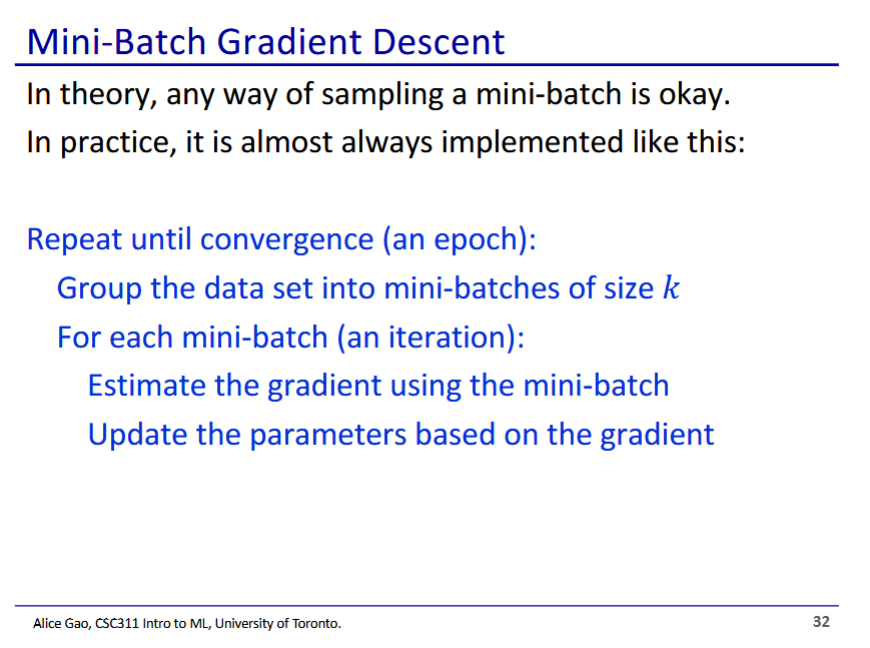 Mini-Batch Gradient Descent
In theory, any way of sampling a mini-batch is okay.
In practice, it is almost always implemented like this:
Repeat until convergence (an epoch):
Group the data set into mini-batches of size k
For each mini-batch (an iteration):
Estimate the gradient using the mini-batch
Update the parameters based on the gradient
Alice Gao, CSC311 Intro to ML, University of Toronto.
32